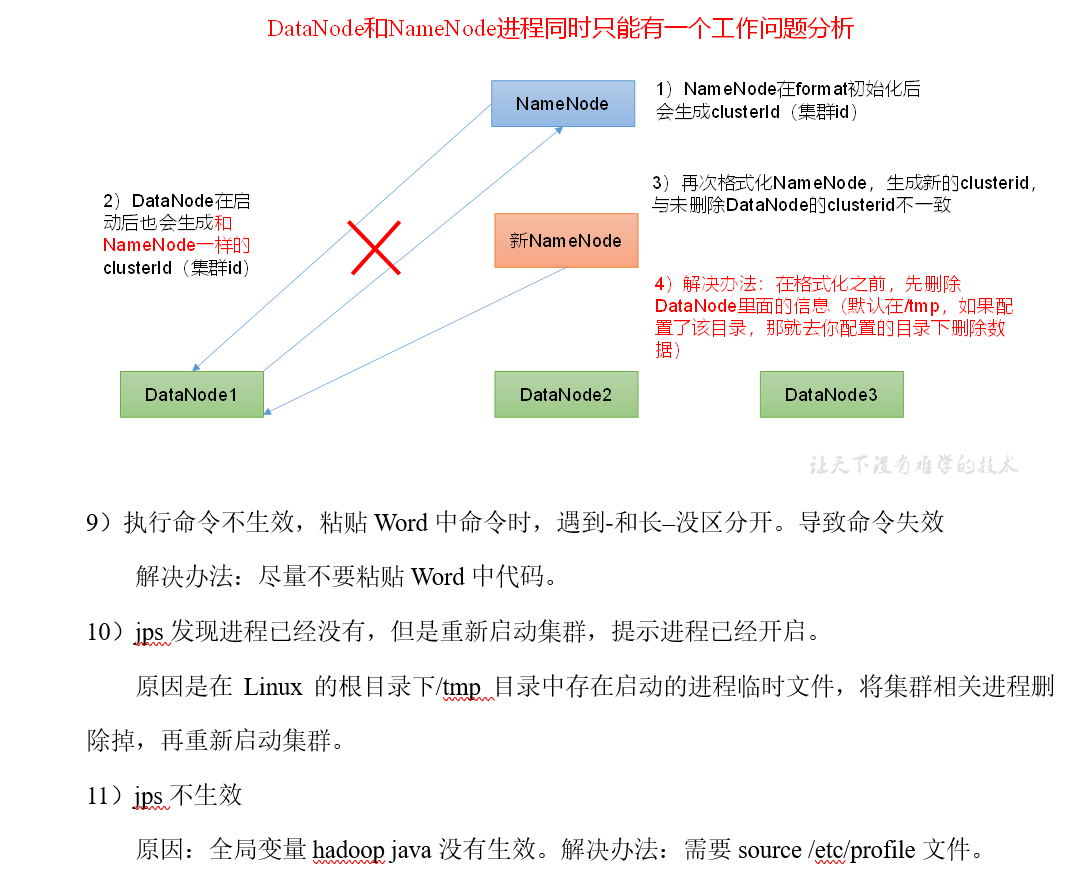 DataNode和NameNode进程同时只能有一个工作问题分析
NameNode
1）NameNode在format初始化后
会生成clusterId（集群id）
2）DataNode在启
动后也会生成和
NameNode一样的
clusterId（集群id）
3）再次格式化NameNode，生成新的clusterid，
与未删除DataNode的clusterid不一致
新NameNode
4）解决办法：在格式化之前，先删除
DataNode里面的信息（默认在/tmp，如果配
置了该目录，那就去你配置的目录下删除数
据）
DataNode1
DataNode2
DataNode3
让天下没有难学的技术
9）执行命令不生效，粘贴 Word 中命令时，遇到-和长–没区分开。导致命令失效
解决办法：尽量不要粘贴 Word 中代码。
10）jps 发现进程已经没有，但是重新启动集群，提示进程已经开启。
原因是在 Linux 的根目录下/tmp 目录中存在启动的进程临时文件，将集群相关进程删
除掉，再重新启动集群。
11）jps 不生效
原因：全局变量 hadoop java 没有生效。解决办法：需要 source /etc/profile 文件。